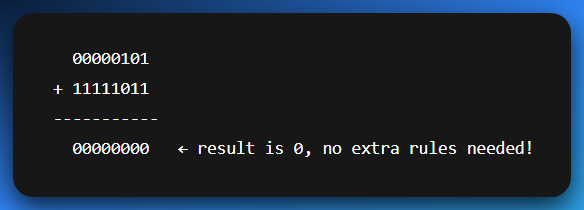 00000101
+ 11111011
-----------
00000000 ← result is 0, no extra rules needed!